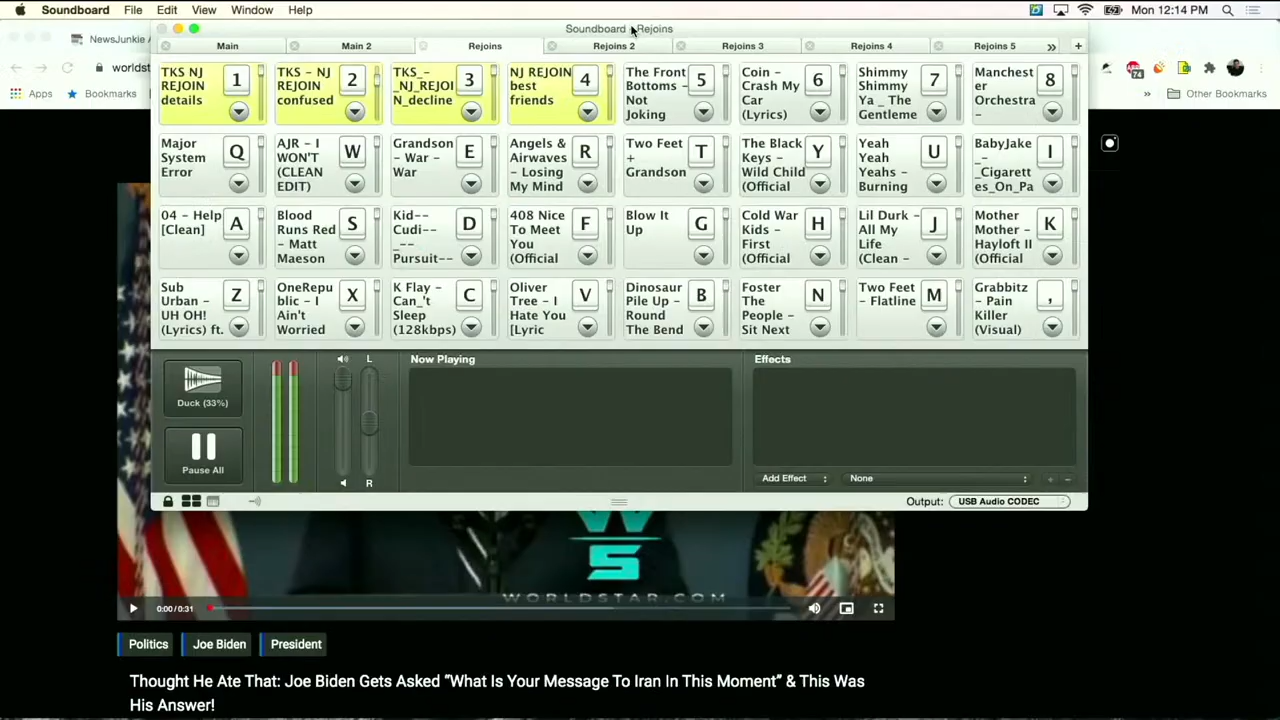 Soundboard File Edit View Window Help Mon 12:14 PM
NewsJunkie
Soundboard Rejoins
Main Main 2 Rejoins Rejoins 2 Rejoins 3 Rejoins 4 Rejoins 5 » +
worldst
74
Apps Bookmarks » Other Bookmarks
TKS NJ
REJOIN
details
1
TKS - NJ
REJOIN
confused
2
TKS_-
_NJ_REJOI
N_decline
3
NJ REJOIN
best
friends
4
The Front
Bottoms -
Not
Joking
5
Coin -
Crash My
Car
(Lyrics)
6
Shimmy
Shimmy
Ya _ The
Gentleme
7
Manchest
er
Orchestra
-
8
Major
System
Error
Q
AJR - I
WON'T
(CLEAN
EDIT)
W
Grandson
- War -
War
E
Angels &
Airwaves
- Losing
My Mind
R
Two Feet
+
Grandson
T
The Black
Keys -
Wild Child
(Official
Y
Yeah
Yeah
Yeahs -
Burning
U
BabyJake
_-
_Cigarett
es_On_Pa
I
04 - Help
[Clean]
A
Blood
Runs Red
- Matt
Maeson
S
Kid--
Cudi--
_--
Pursuit--
D
408 Nice
To Meet
You
(Official
F
Blow It
Up
G
Cold War
Kids -
First
(Official
H
Lil Durk -
All My
Life
(Clean -
J
Mother
Mother -
Hayloft II
(Official
K
Sub
Urban -
UH OH!
(Lyrics) ft.
Z
OneRepu
blic - I
Ain't
Worried
X
K Flay -
Can_'t
Sleep
(128kbps)
C
Oliver
Tree - I
Hate You
[Lyric
V
Dinosaur
Pile Up -
Round
The Bend
B
Foster
The
People -
Sit Next
N
Two Feet
- Flatline
M
Grabbitz
- Pain
Killer
(Visual)
,
Duck (33%)
Pause All
L
R
Now Playing
Effects
Add Effect None + −
Output: USB Audio CODEC
WS
WORLDSTAR.COM
0:00 / 0:31
Politics Joe Biden President
Thought He Ate That: Joe Biden Gets Asked “What Is Your Message To Iran In This Moment” & This Was
His Answer!